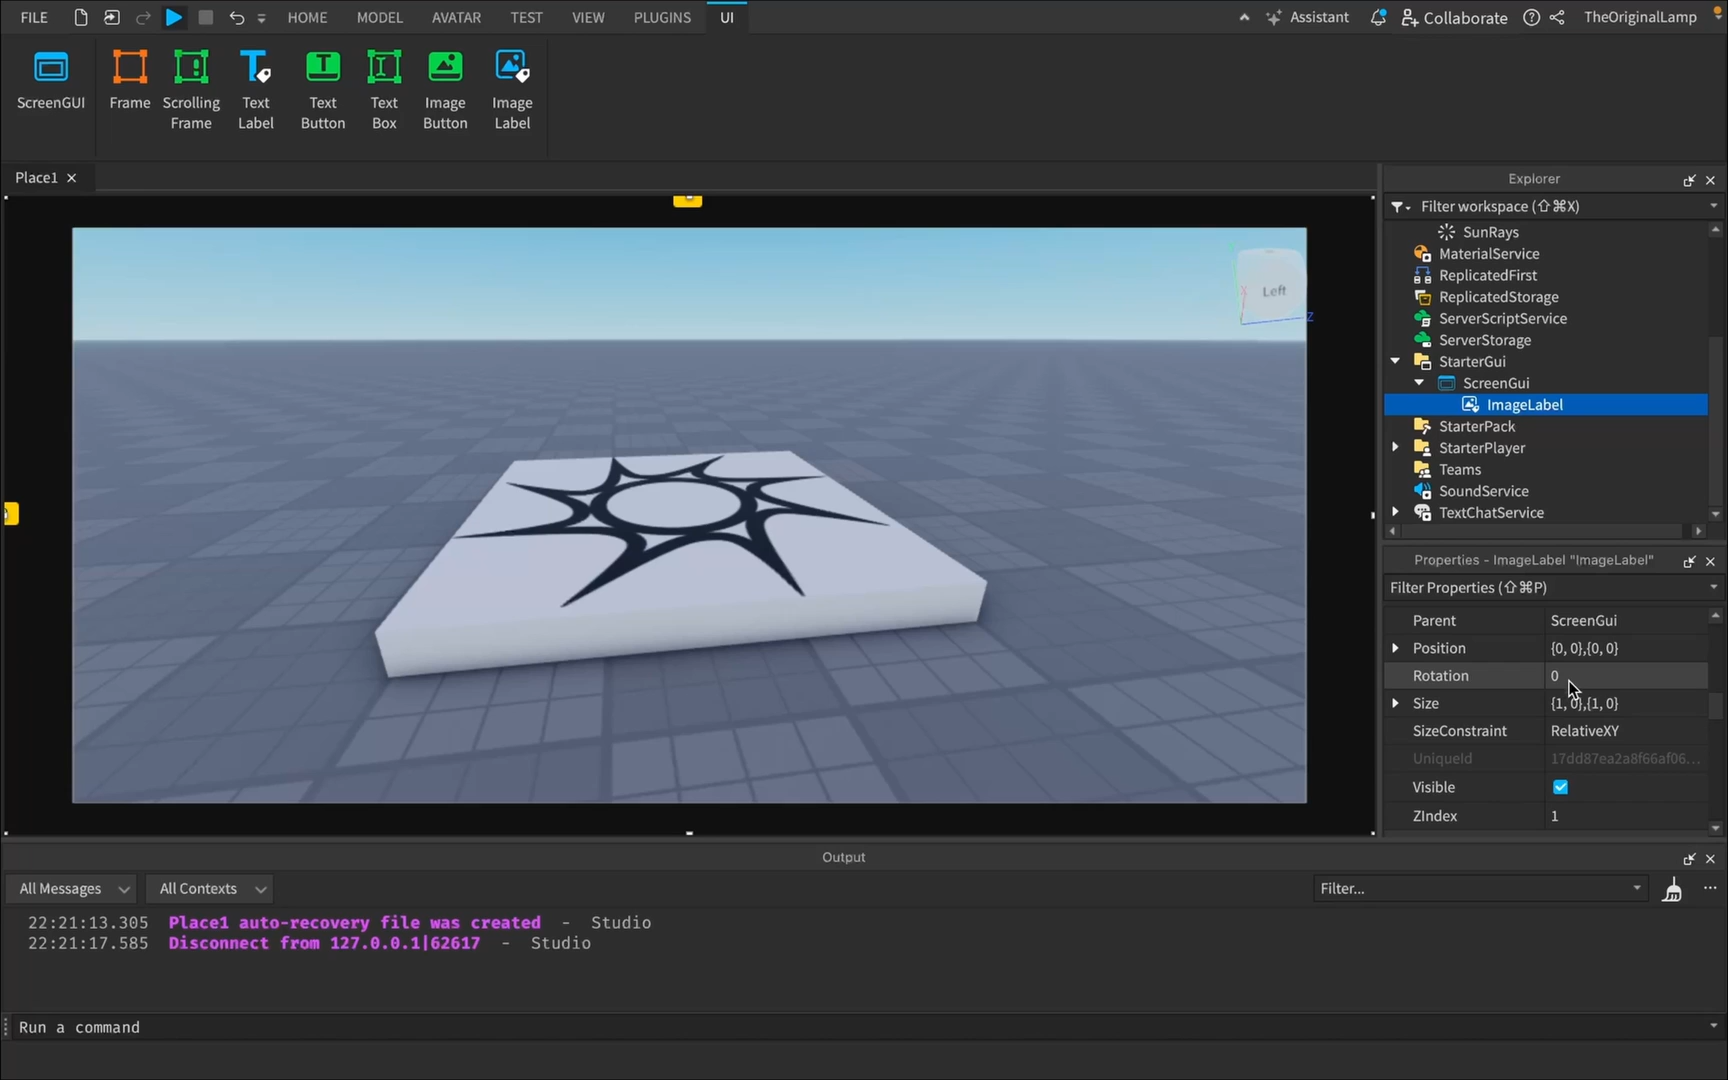 FILE HOME MODEL AVATAR TEST VIEW PLUGINS UI Assistant Collaborate TheOriginalLamp
ScreenGUI
Frame
Scrolling
Frame
Text
Label
Text
Button
Text
Box
Image
Button
Image
Label
Place1
Left
Z
Explorer
Filter workspace (⇧⌘X)
SunRays
MaterialService
ReplicatedFirst
ReplicatedStorage
ServerScriptService
ServerStorage
StarterGui
ScreenGui
ImageLabel
StarterPack
StarterPlayer
Teams
SoundService
TextChatService
Properties - ImageLabel "ImageLabel"
Filter Properties (⇧⌘P)
Parent ScreenGui
Position {0, 0},{0, 0}
Rotation 0
Size {1, 0},{1, 0}
SizeConstraint RelativeXY
UniqueId 17dd87ea2a8f66af06...
Visible
ZIndex 1
Output
All Messages All Contexts Filter...
22:21:13.305 Place1 auto-recovery file was created - Studio
22:21:17.585 Disconnect from 127.0.0.1|62617 - Studio
Run a command